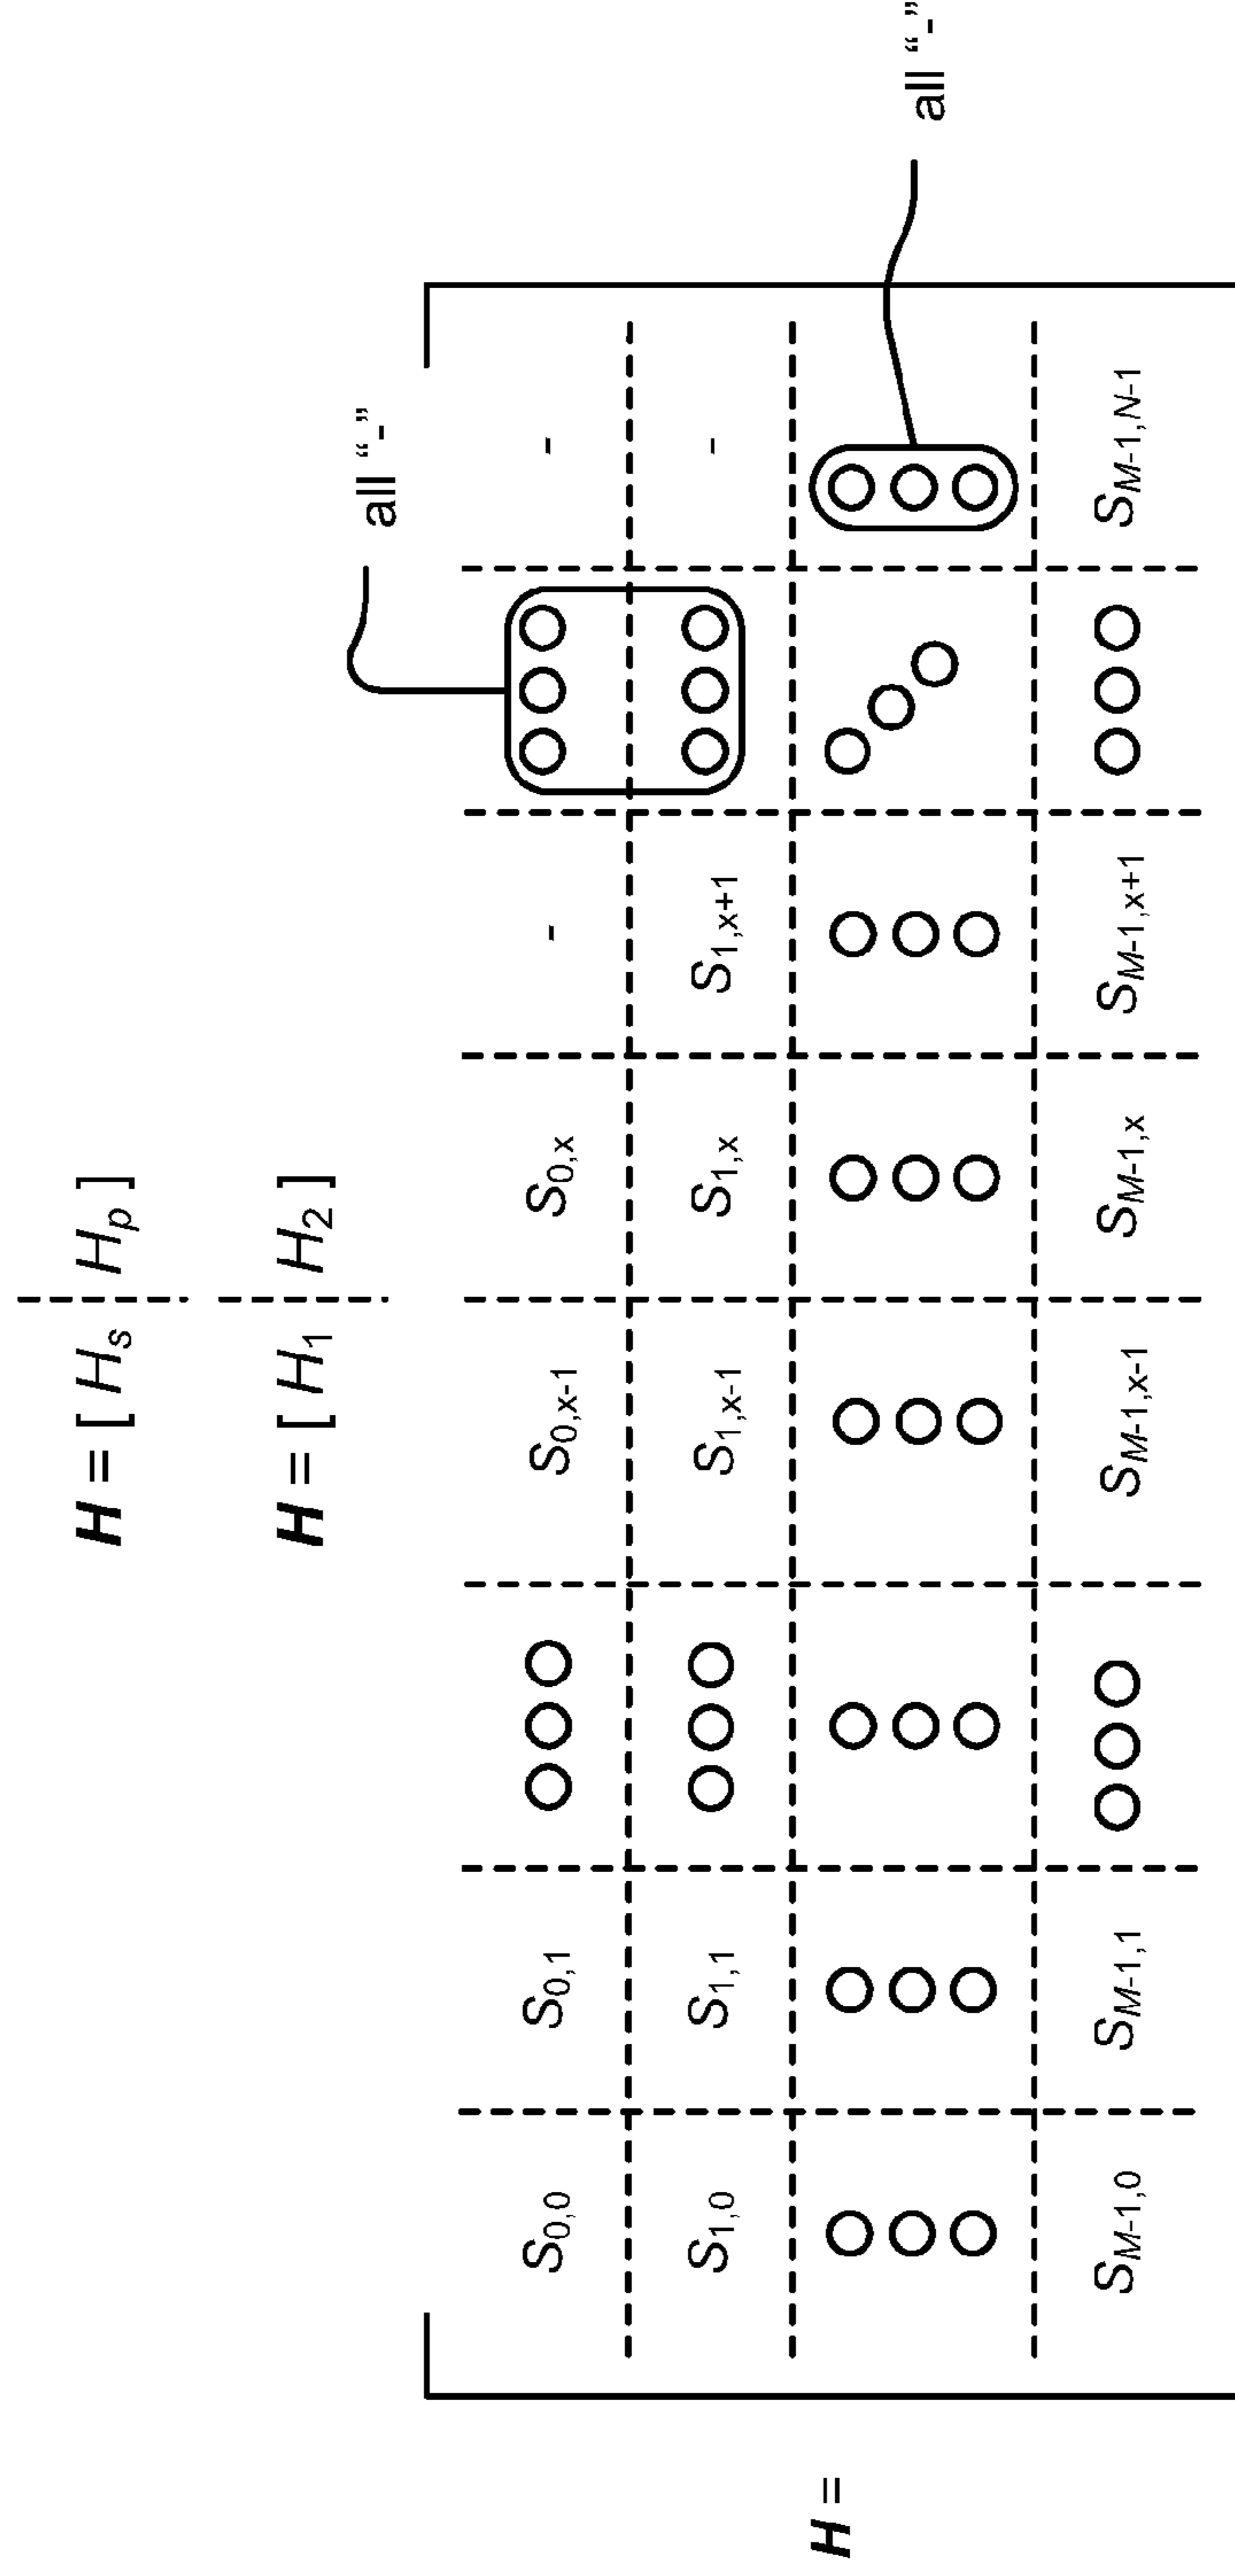 H = [ Hs Hp ]
H = [ H1 H2 ]
all “-”
S0,0 S0,1 S0,x-1 S0,x - -
S1,0 S1,1 S1,x-1 S1,x S1,x+1 -
H =
all “-”
SM-1,0 SM-1,1 SM-1,x-1 SM-1,x SM-1,x+1 SM-1,N-1